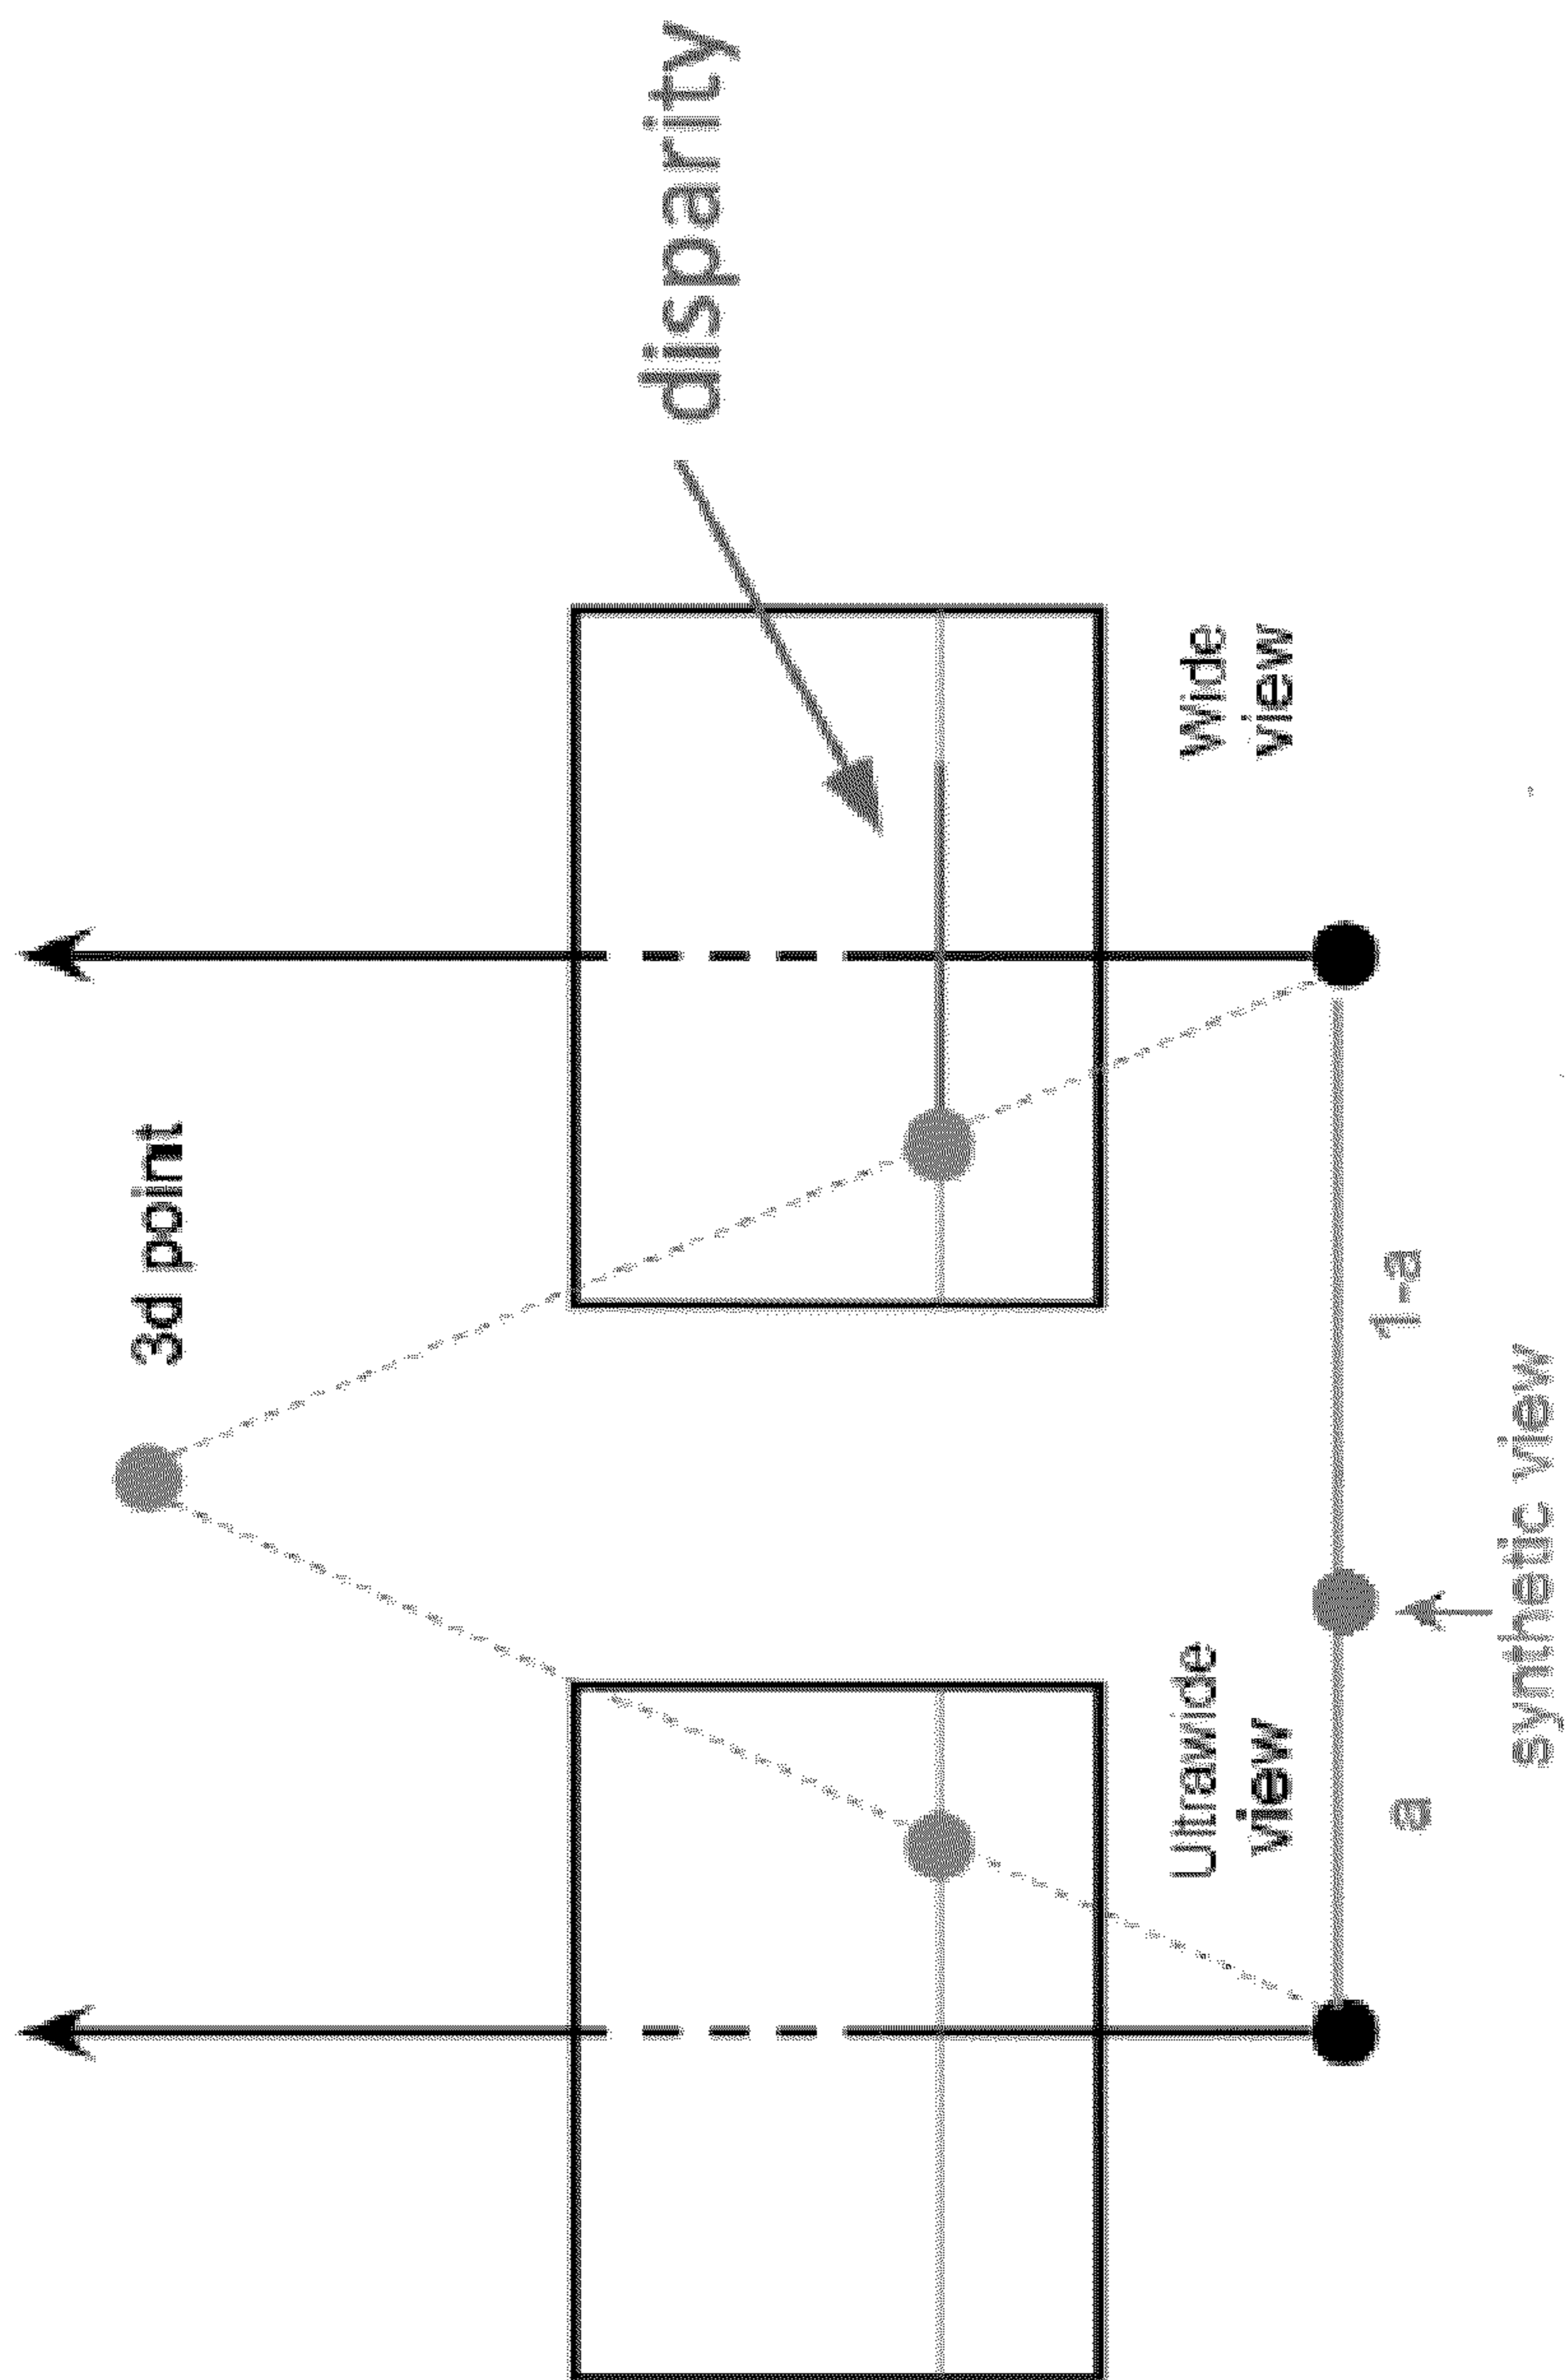 disparity
3d point
Ultrawide
view
Wide
view
a
1-a
synthetic view